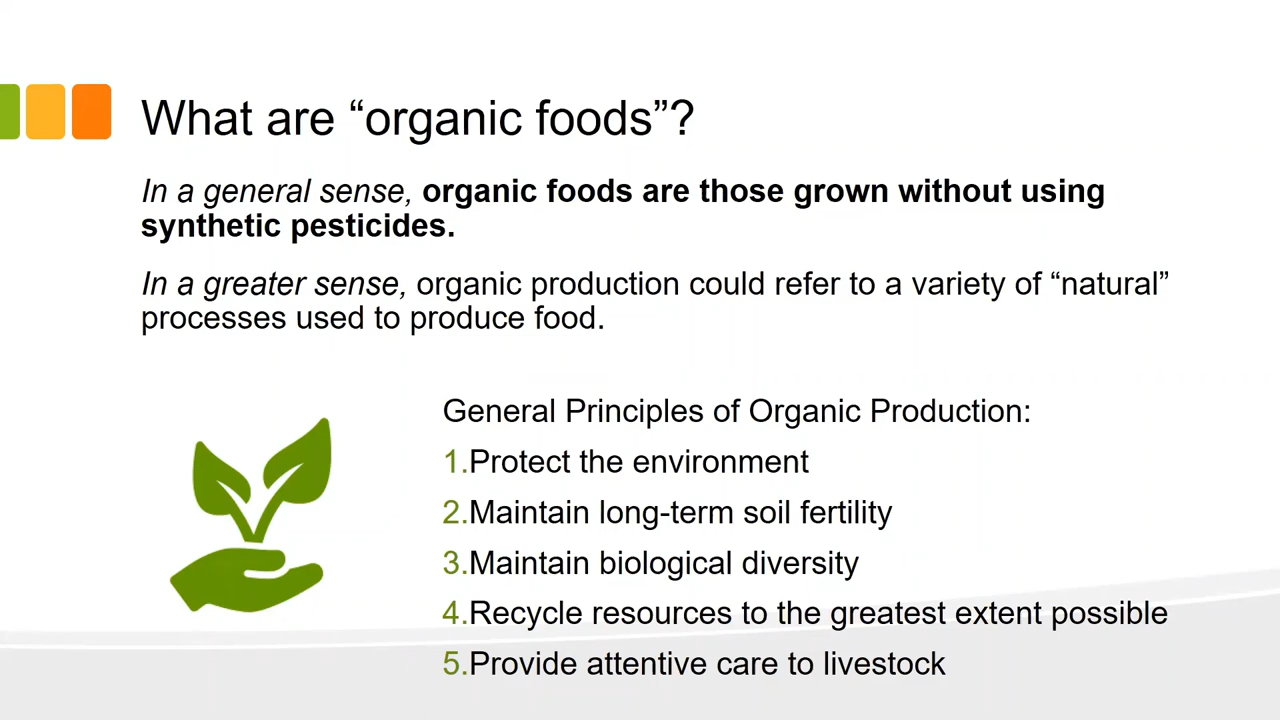 What are “organic foods”?
In a general sense, organic foods are those grown without using
synthetic pesticides.
In a greater sense, organic production could refer to a variety of “natural”
processes used to produce food.
General Principles of Organic Production:
1.Protect the environment
2.Maintain long-term soil fertility
3.Maintain biological diversity
4.Recycle resources to the greatest extent possible
5.Provide attentive care to livestock